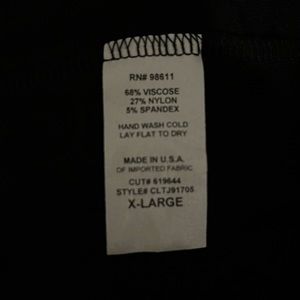 RN# 98611
68% VISCOSE
27% NYLON
5% SPANDEX
HAND WASH COLD
LAY FLAT TO DRY
MADE IN U.S.A.
OF IMPORTED FABRIC
CUT# 619644
STYLE# CLTJ91705
X-LARGE